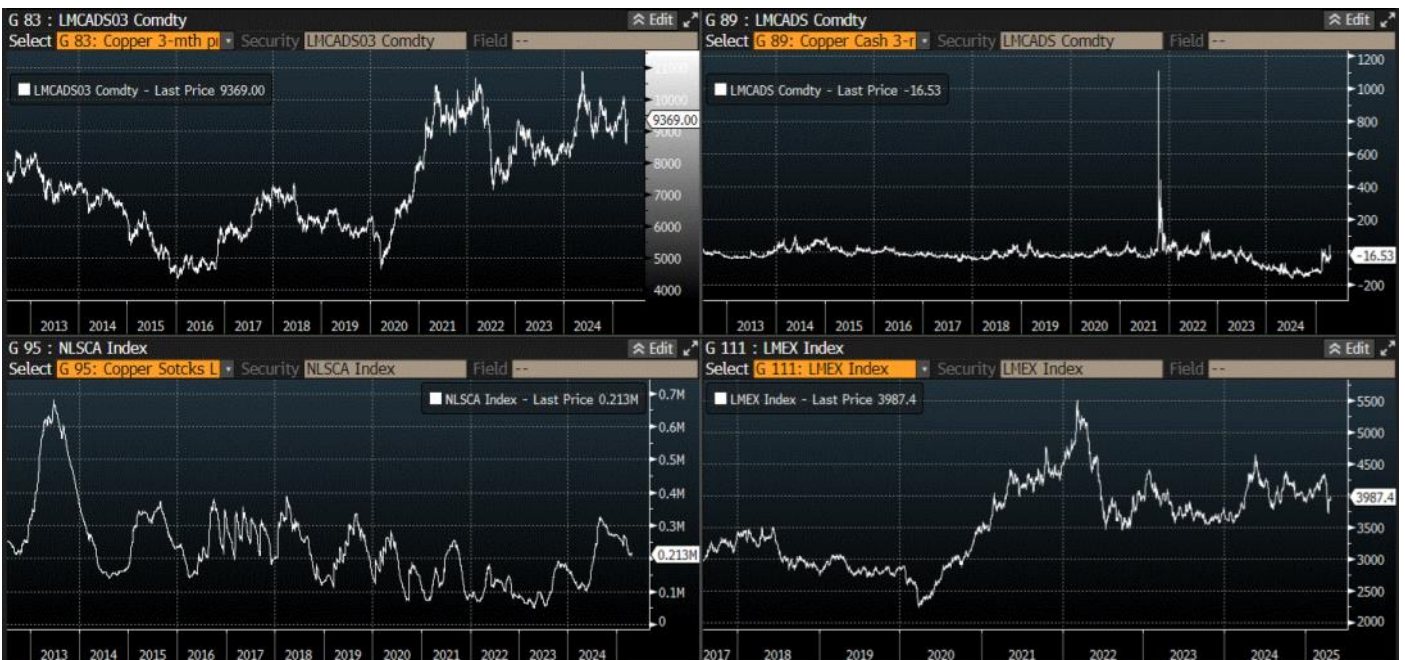 G 83 : LMCADS03 Comdty
Edit
Select G 83: Copper 3-mth pr Security LMCADS03 Comdty Field --
LMCADS03 Comdty - Last Price 9369.00
11000
10000
9369.00
9000
8000
7000
6000
5000
4000
2013 2014 2015 2016 2017 2018 2019 2020 2021 2022 2023 2024
G 89 : LMCADS Comdty
Edit
Select G 89: Copper Cash 3-r Security LMCADS Comdty Field --
LMCADS Comdty - Last Price -16.53
1200
1000
800
600
400
200
-16.53
-200
2013 2014 2015 2016 2017 2018 2019 2020 2021 2022 2023 2024
G 95 : NLSCA Index
Edit
Select G 95: Copper Sotcks L Security NLSCA Index Field --
NLSCA Index - Last Price 0.213M
0.7M
0.6M
0.5M
0.4M
0.3M
0.213M
0.1M
0
2013 2014 2015 2016 2017 2018 2019 2020 2021 2022 2023 2024
G 111 : LMEX Index
Edit
Select G 111: LMEX Index Security LMEX Index Field --
LMEX Index - Last Price 3987.4
5500
5000
4500
3987.4
3500
3000
2500
2000
2017 2018 2019 2020 2021 2022 2023 2024 2025